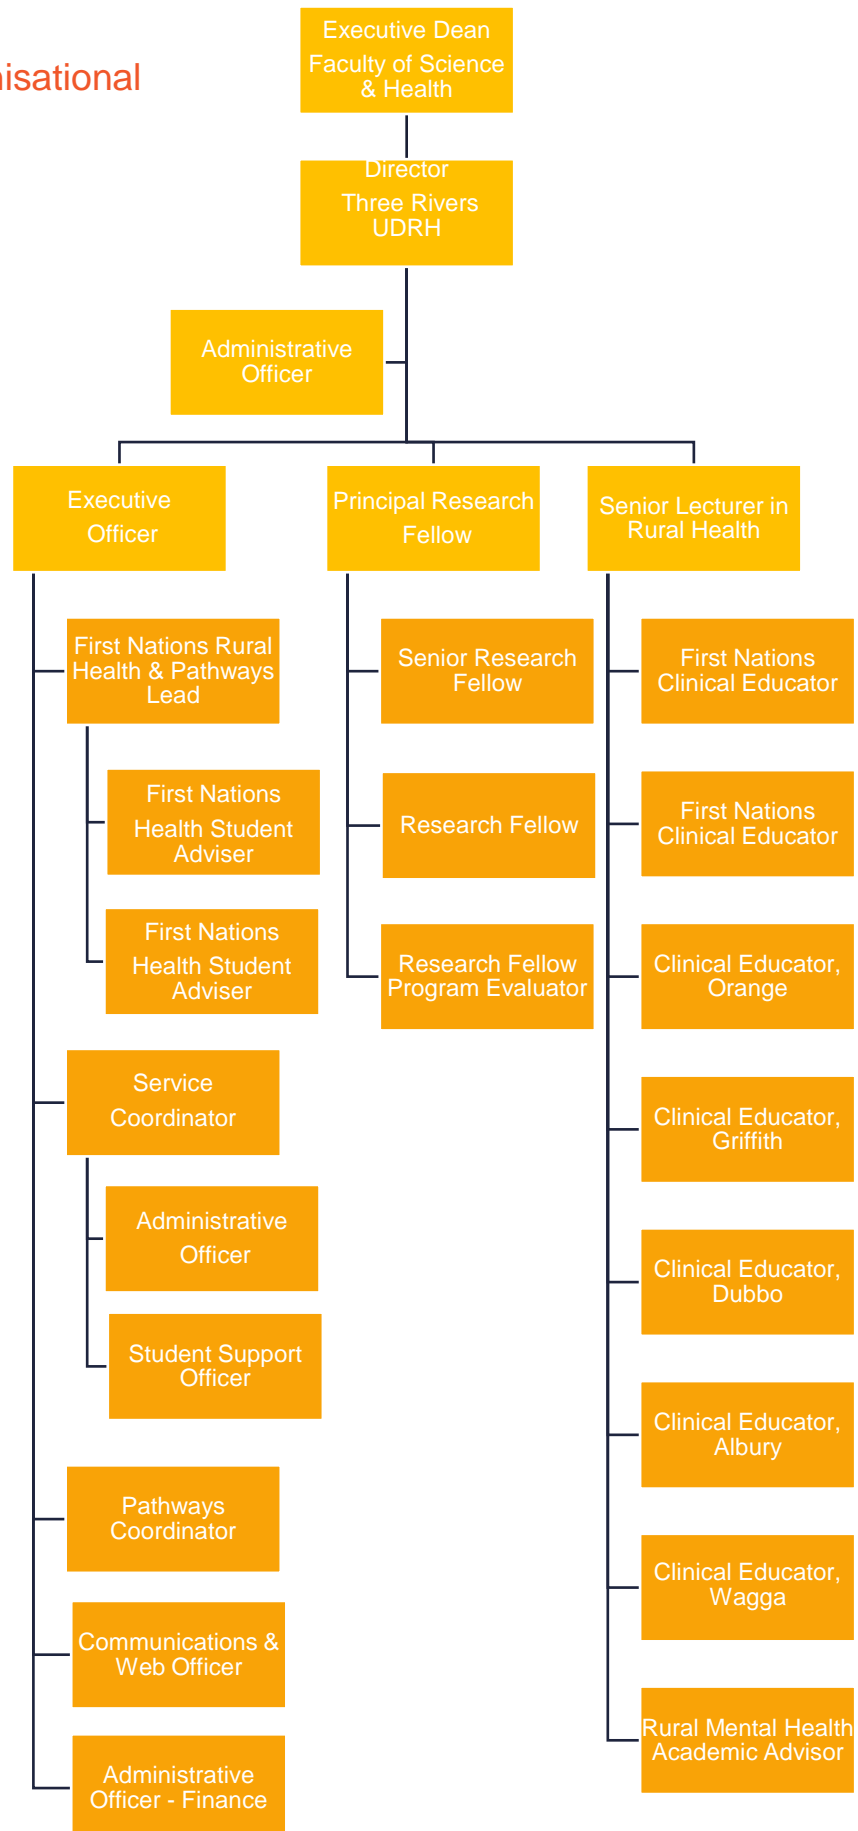 Executive Dean
Faculty of Science
& Health
nisational
Director
Three Rivers
UDRH
Administrative
Officer
Executive
Officer
Principal Research
Fellow
Senior Lecturer in
Rural Health
First Nations Rural
Health & Pathways
Lead
First Nations
Health Student
Adviser
First Nations
Health Student
Adviser
Service
Coordinator
Administrative
Officer
Student Support
Officer
Pathways
Coordinator
Communications &
Web Officer
Administrative
Officer - Finance
Senior Research
Fellow
Research Fellow
Research Fellow
Program Evaluator
First Nations
Clinical Educator
First Nations
Clinical Educator
Clinical Educator,
Orange
Clinical Educator,
Griffith
Clinical Educator,
Dubbo
Clinical Educator,
Albury
Clinical Educator,
Wagga
Rural Mental Health
Academic Advisor